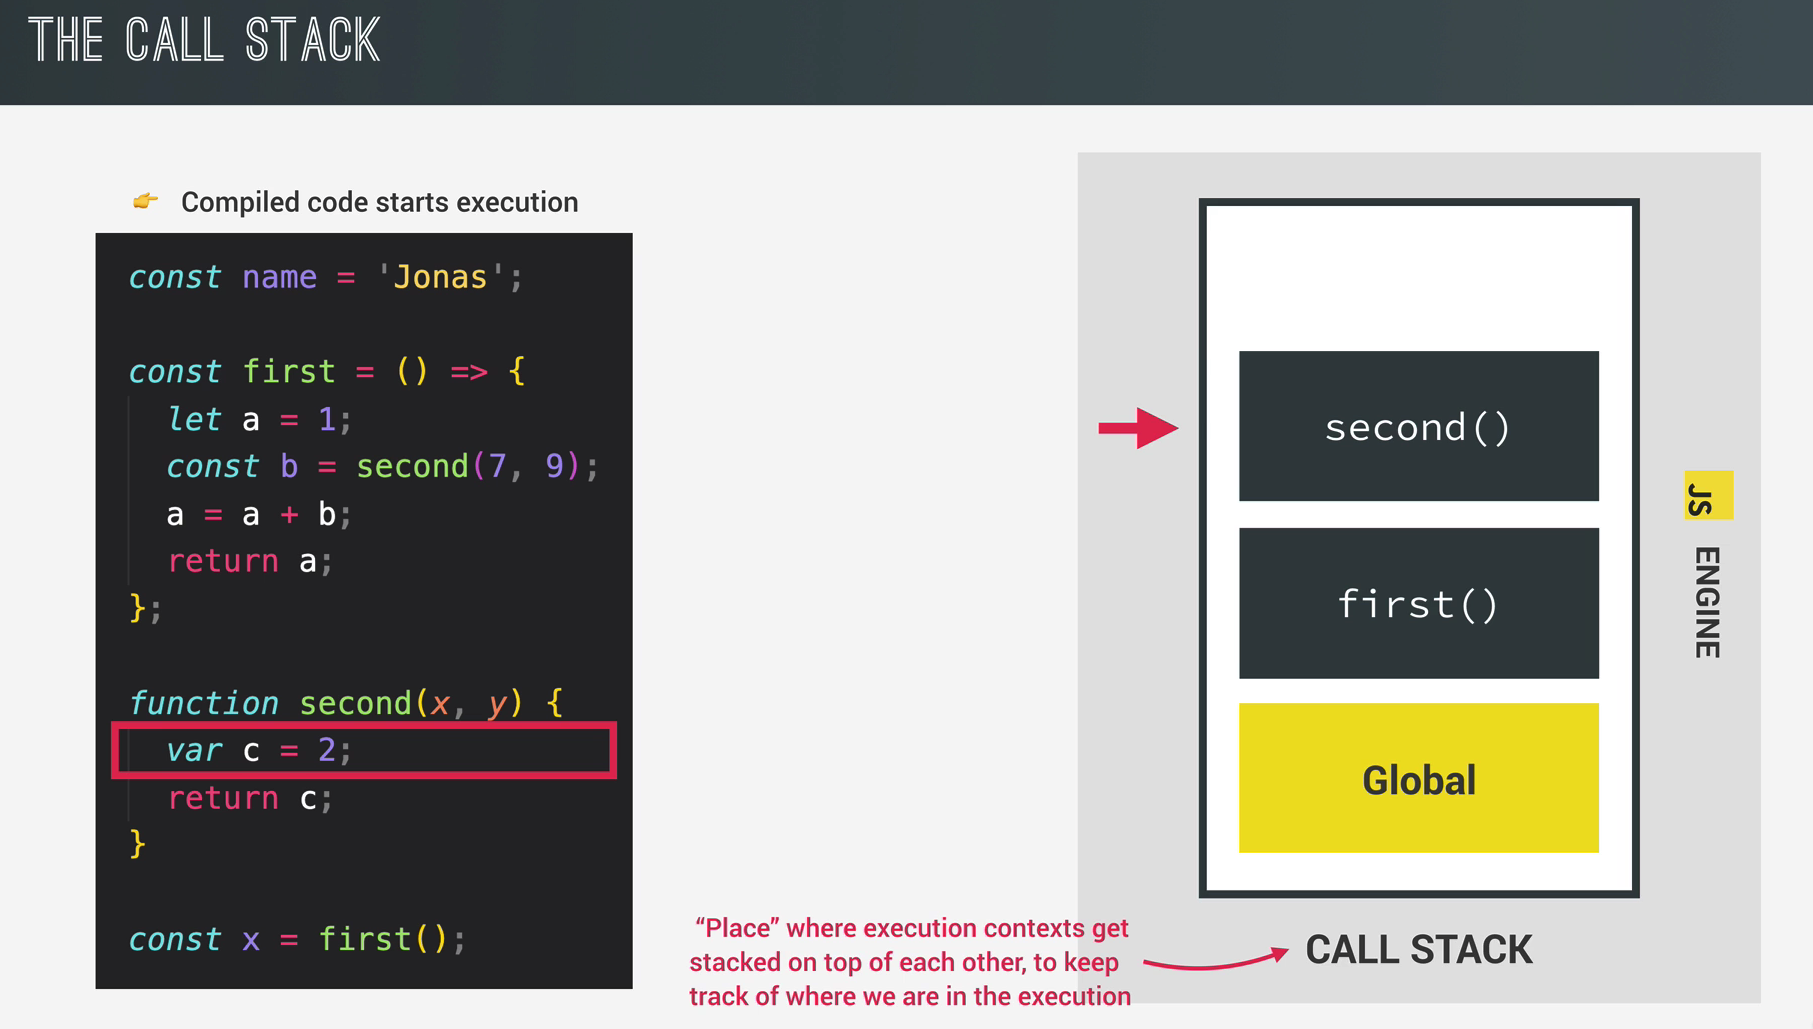 THE CALL STACK
👉 Compiled code starts execution
const name = 'Jonas';
const first = () => {
let a = 1;
const b = second(7, 9);
a = a + b;
return a;
};
function second(x, y) {
var c = 2;
return c;
}
const x = first();
second()
first()
Global
JS ENGINE
CALL STACK
“Place” where execution contexts get
stacked on top of each other, to keep
track of where we are in the execution